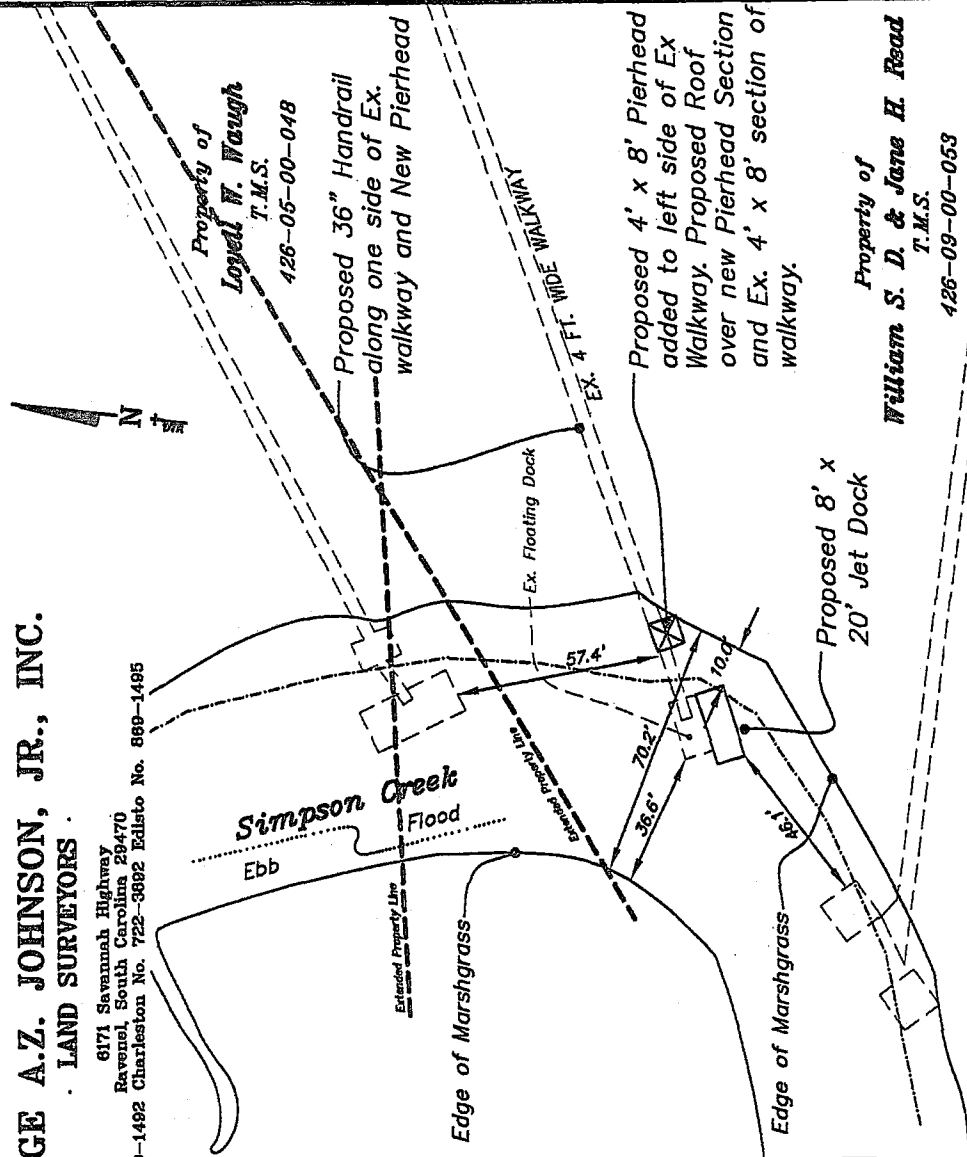 GE A.Z. JOHNSON, JR., INC.
· LAND SURVEYORS ·
6171 Savannah Highway
Ravenel, South Carolina 29470
-1492 Charleston No. 722-3892 Edisto No. 869-1495
N
Property of
Lovell W. Waugh
T.M.S.
426-05-00-048
Proposed 36" Handrail
along one side of Ex.
walkway and New Pierhead
EX. 4 FT. WIDE WALKWAY
Proposed 4' x 8' Pierhead
added to left side of Ex
Walkway. Proposed Roof
over new Pierhead Section
and Ex. 4' x 8' section of
walkway.
Property of
William S. D. & Jane H. Read
T.M.S.
426-09-00-053
Proposed 8' x
20' Jet Dock
Ex. Floating Dock
57.4'
10.0'
70.2'
36.6'
Simpson Creek
Ebb
Flood
Extended Property Line
Extended Property Line
Edge of Marshgrass
Edge of Marshgrass